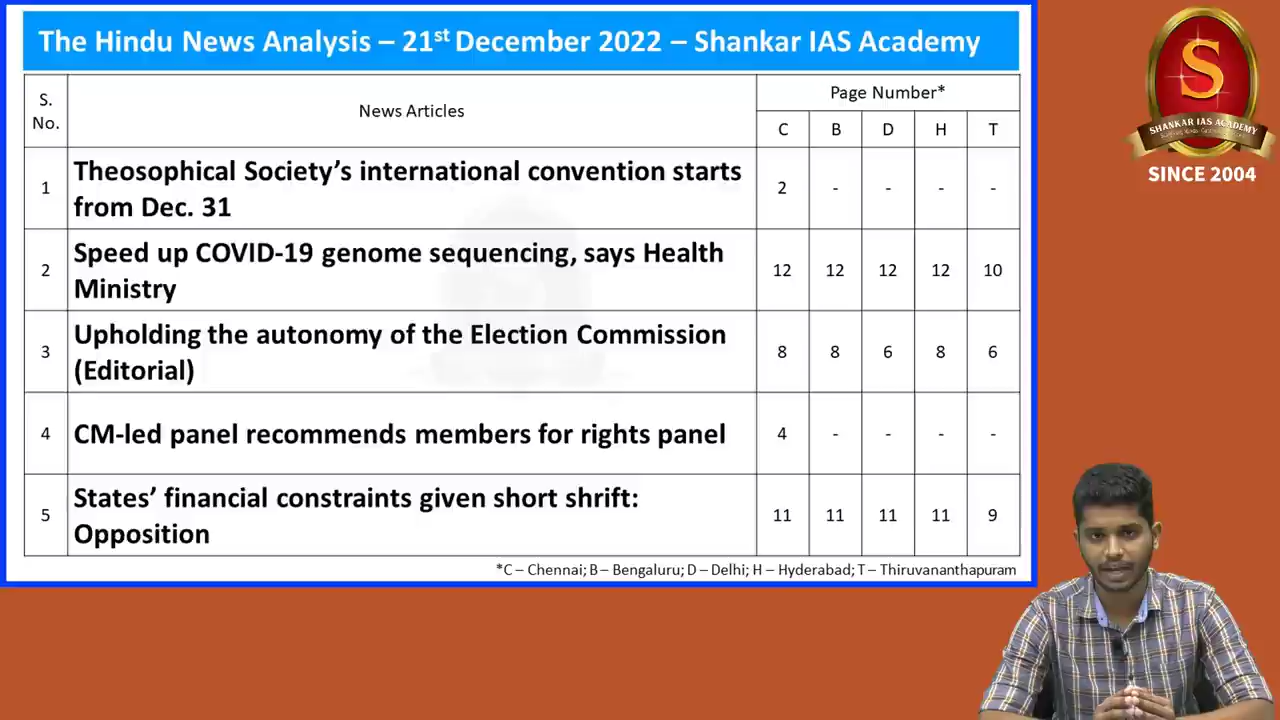 The Hindu News Analysis – 21st December 2022 – Shankar IAS Academy
S. No.
News Articles
Page Number*
C B D H T
1 Theosophical Society’s international convention starts from Dec. 31 2 - - - -
2 Speed up COVID-19 genome sequencing, says Health Ministry 12 12 12 12 10
3 Upholding the autonomy of the Election Commission (Editorial) 8 8 6 8 6
4 CM-led panel recommends members for rights panel 4 - - - -
5 States’ financial constraints given short shrift: Opposition 11 11 11 11 9
*C – Chennai; B – Bengaluru; D – Delhi; H – Hyderabad; T – Thiruvananthapuram
S
SHANKAR IAS ACADEMY
SINCE 2004